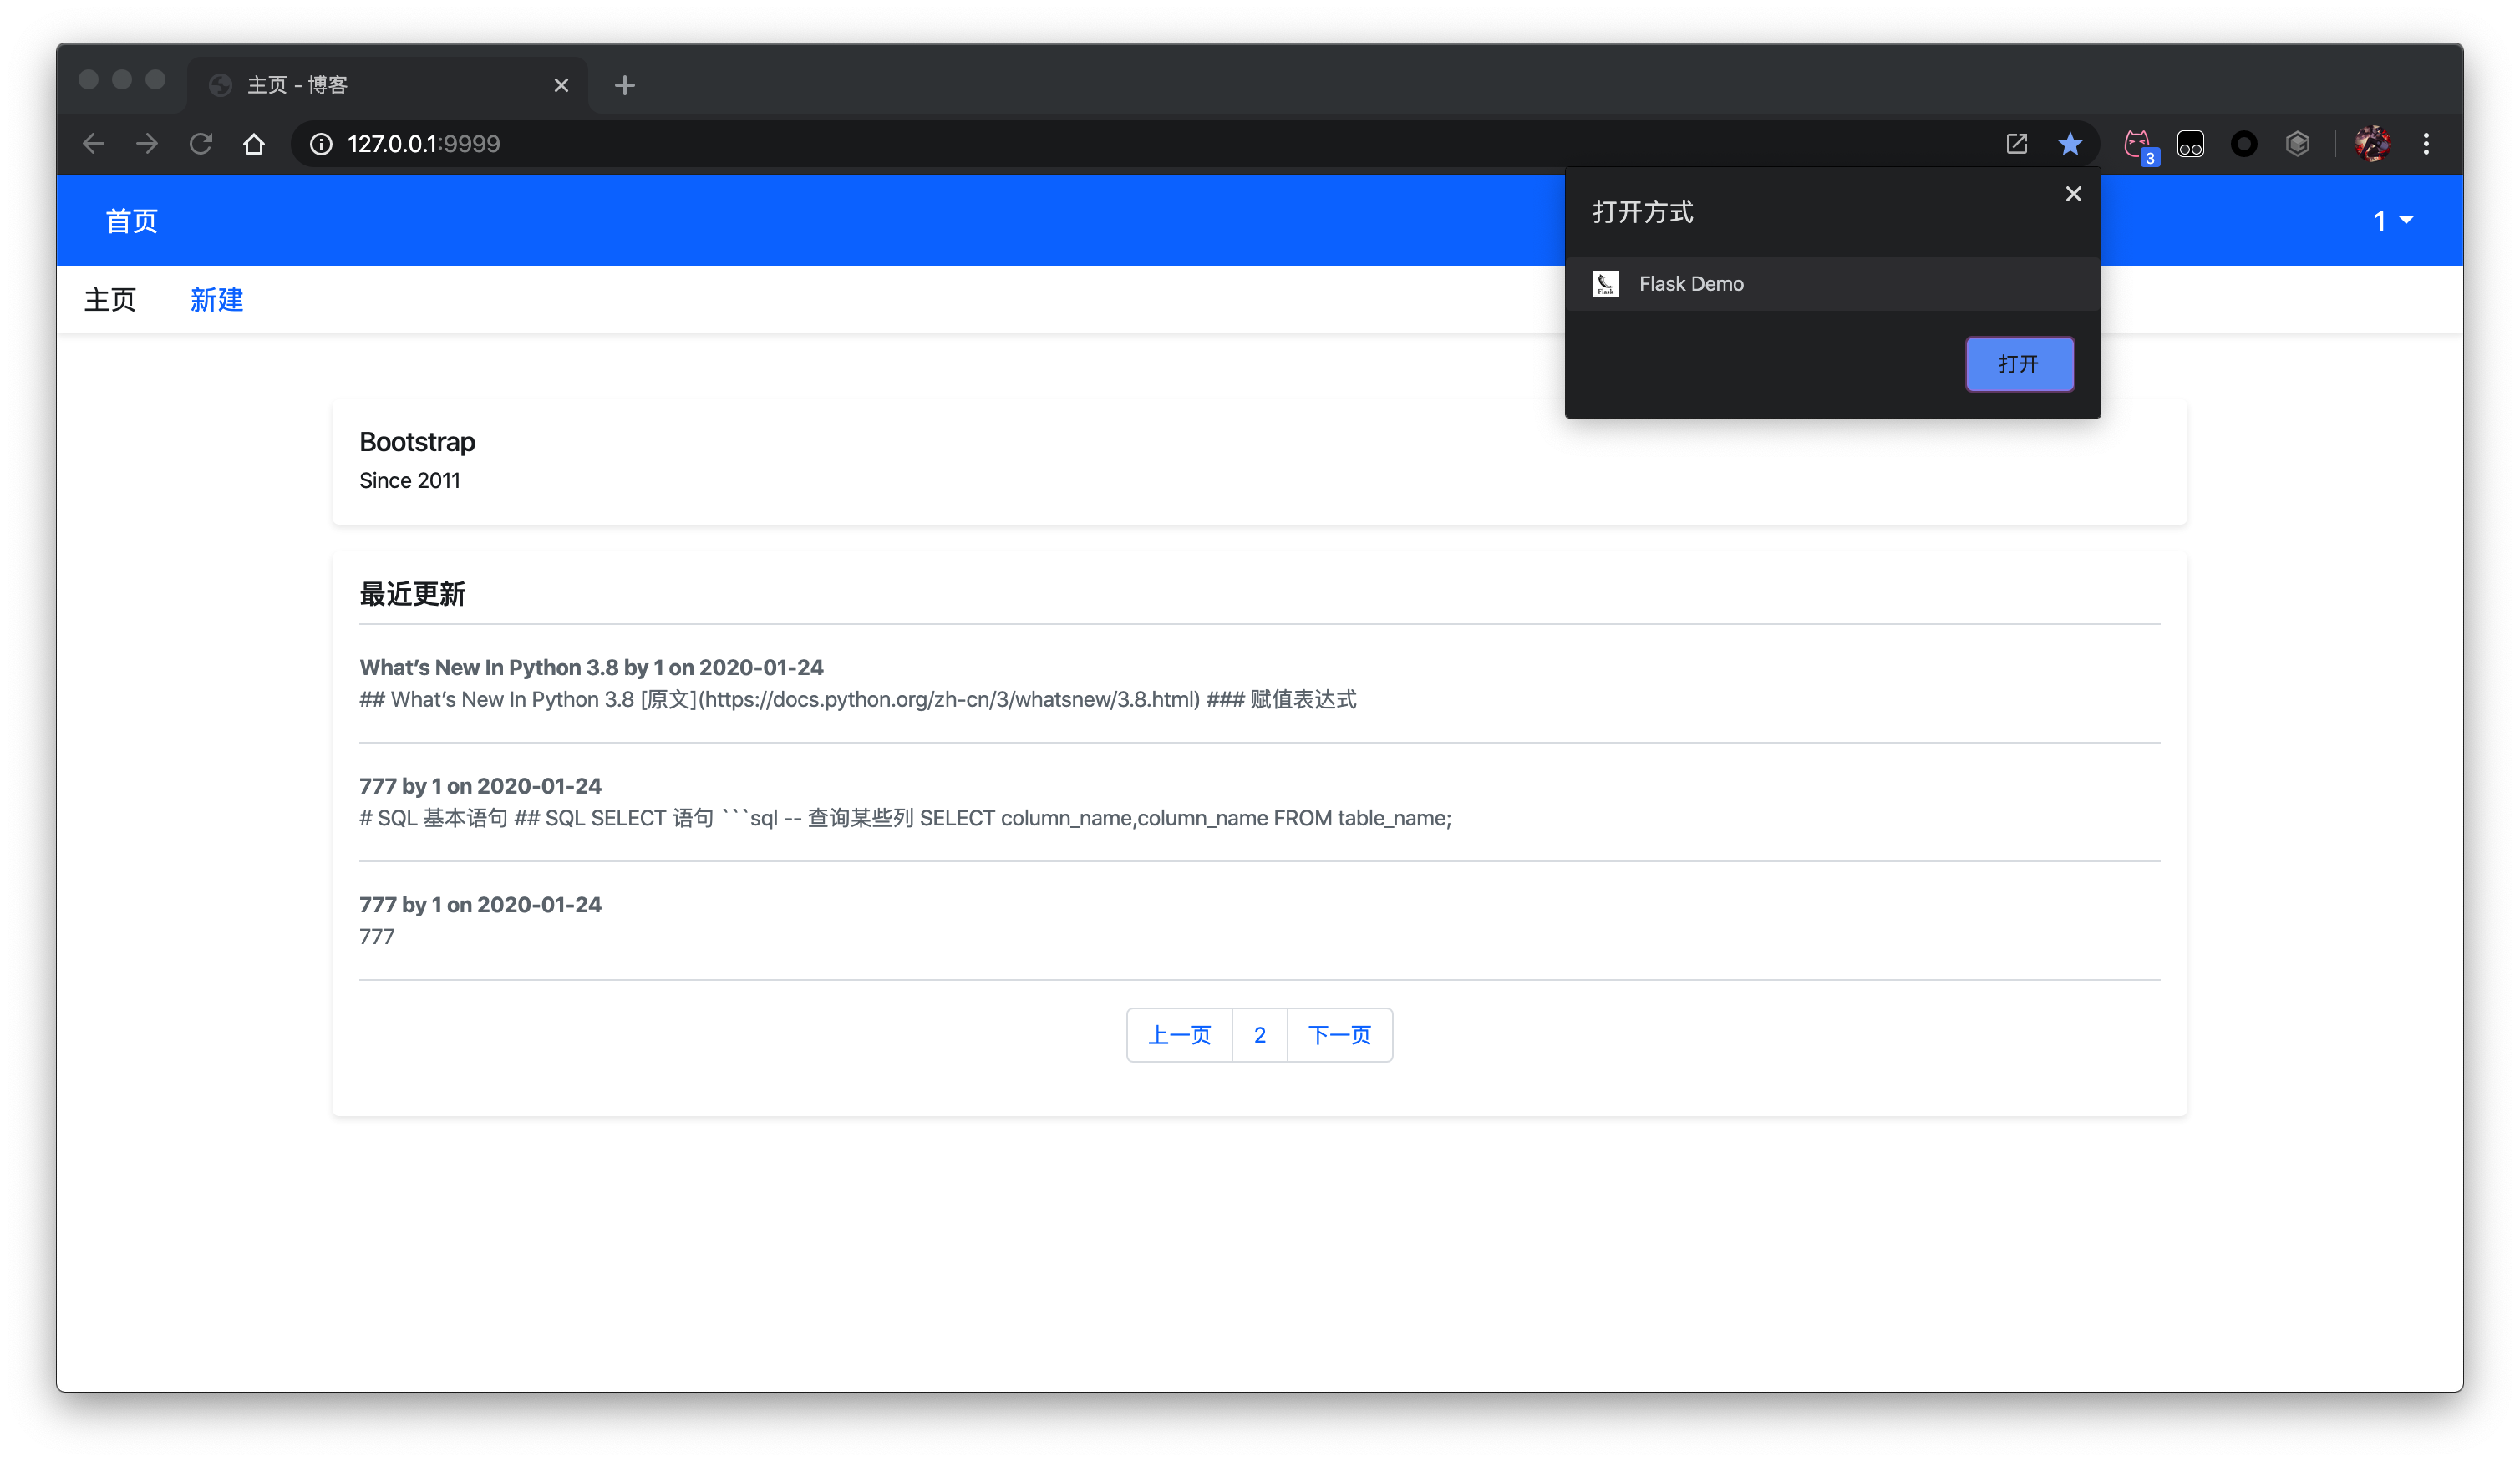 主页 - 博客
127.0.0.1:9999
3
首页
1
打开方式
Flask
Flask Demo
打开
主页 新建
Bootstrap
Since 2011
最近更新
What’s New In Python 3.8 by 1 on 2020-01-24
## What’s New In Python 3.8 [原文](https://docs.python.org/zh-cn/3/whatsnew/3.8.html) ### 赋值表达式
777 by 1 on 2020-01-24
# SQL 基本语句 ## SQL SELECT 语句 ```sql -- 查询某些列 SELECT column_name,column_name FROM table_name;
777 by 1 on 2020-01-24
777
上一页 2 下一页